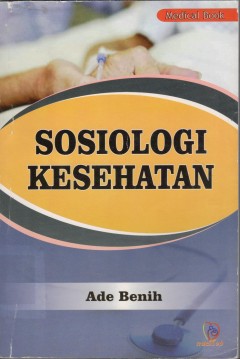 Medical Book
SOSIOLOGI
KESEHATAN
Ade Benih